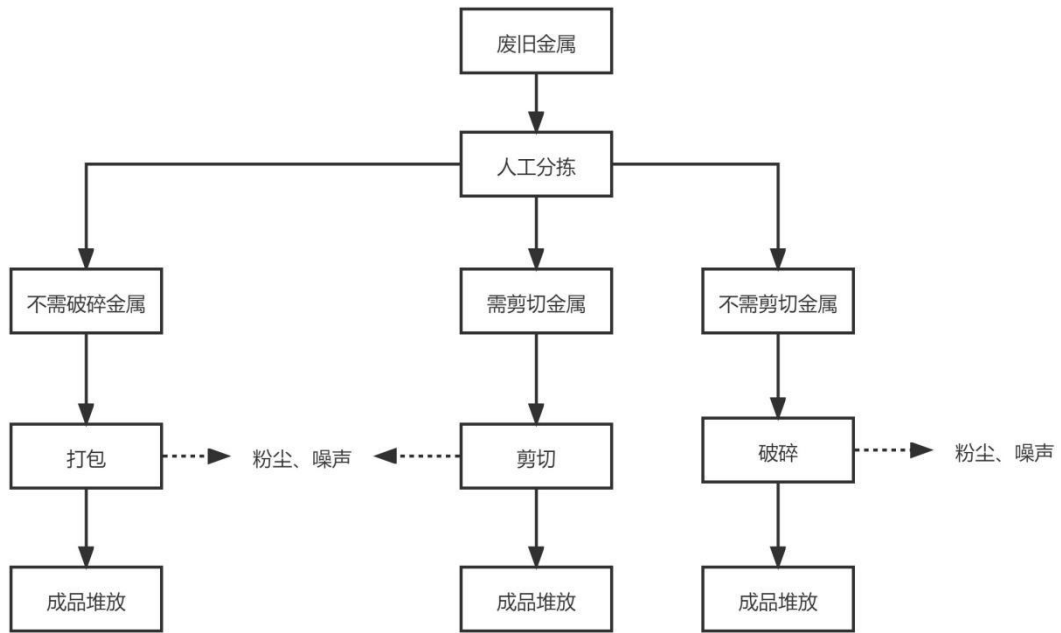 废旧金属
人工分拣
不需破碎金属
需剪切金属
不需剪切金属
打包
粉尘、噪声
剪切
破碎
粉尘、噪声
成品堆放
成品堆放
成品堆放